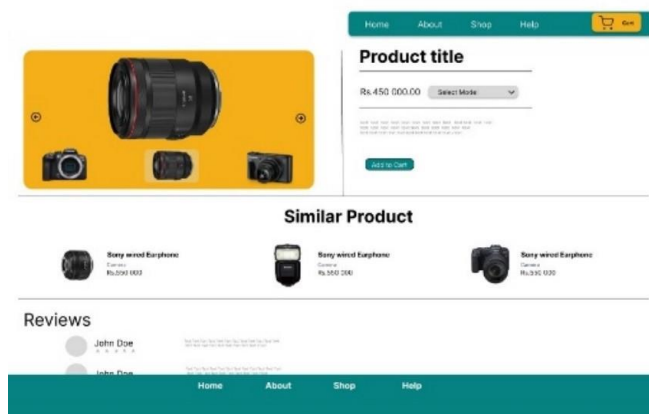 Home About Shop Help Cart
Product title
Rs.450 000.00 Select Model
Add to Cart
Similar Product
Sony wired Earphone
Camera
Rs.550 000
Sony wired Earphone
Camera
Rs.550 000
Sony wired Earphone
Camera
Rs.550 000
Reviews
John Doe
John Doe
Home About Shop Help